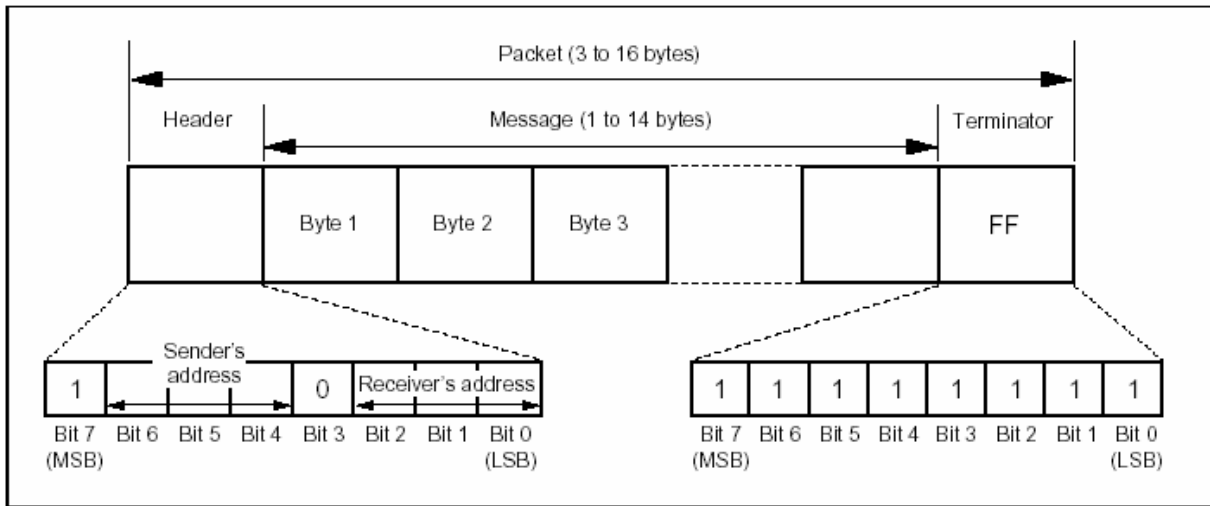 Packet (3 to 16 bytes)
Header
Message (1 to 14 bytes)
Terminator
Byte 1
Byte 2
Byte 3
FF
Sender's
address
1
0
Receiver's address
1 1 1 1 1 1 1 1
Bit 7 Bit 6 Bit 5 Bit 4 Bit 3 Bit 2 Bit 1 Bit 0
(MSB) (LSB)
Bit 7 Bit 6 Bit 5 Bit 4 Bit 3 Bit 2 Bit 1 Bit 0
(MSB) (LSB)